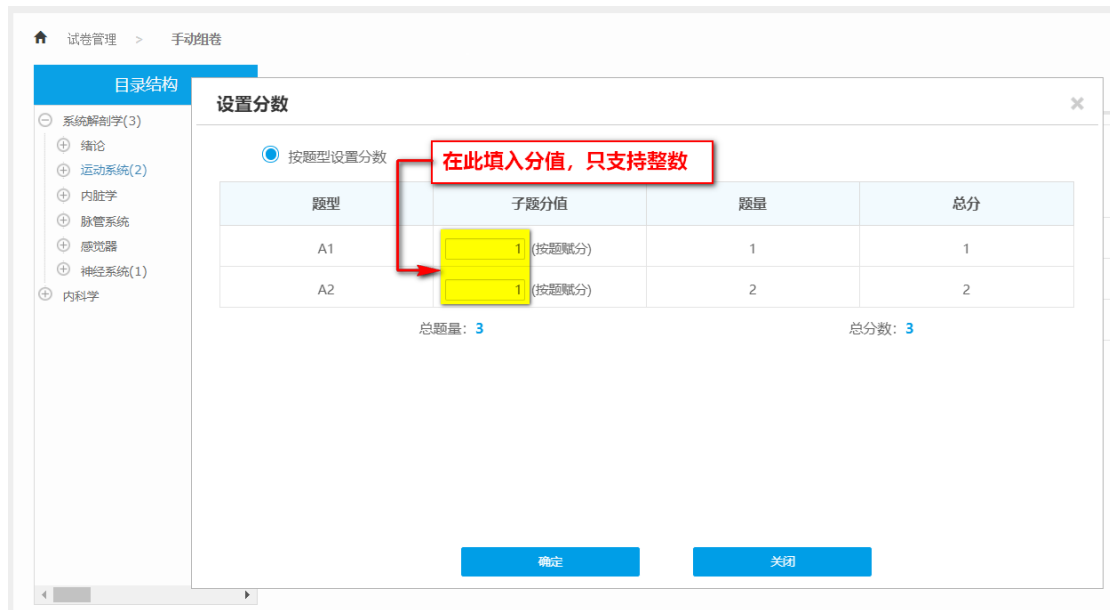 试卷管理 > 手动组卷
目录结构
系统解剖学(3)
绪论
运动系统(2)
内脏学
脉管系统
感觉器
神经系统(1)
内科学
设置分数
按题型设置分数
在此填入分值，只支持整数
题型 子题分值 题量 总分
A1 1 (按题赋分) 1 1
A2 1 (按题赋分) 2 2
总题量: 3 总分数: 3
确定 关闭